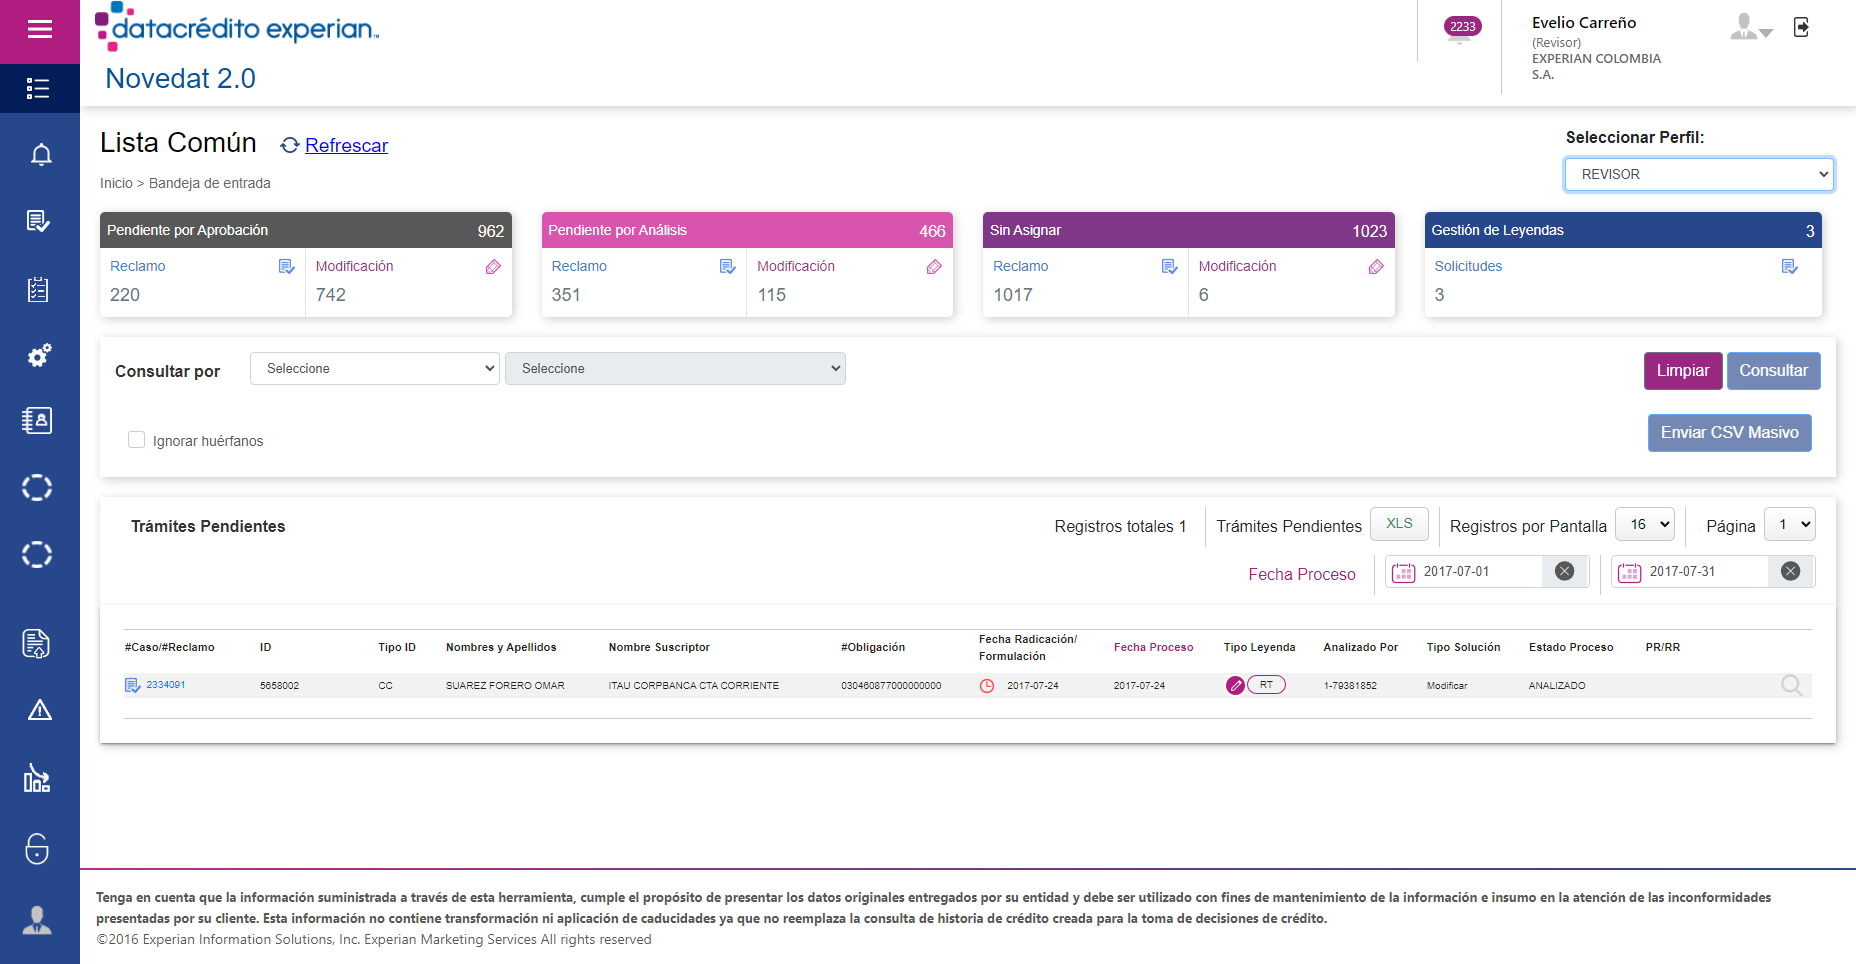 datacrédito experian™
Novedat 2.0
2233
Evelio Carreño
(Revisor)
EXPERIAN COLOMBIA
S.A.
Lista Común
Refrescar
Inicio > Bandeja de entrada
Seleccionar Perfil:
REVISOR
Pendiente por Aprobación 962
Reclamo
220
Modificación
742
Pendiente por Análisis 466
Reclamo
351
Modificación
115
Sin Asignar 1023
Reclamo
1017
Modificación
6
Gestión de Leyendas 3
Solicitudes
3
Consultar por Seleccione Seleccione Limpiar Consultar
Ignorar huérfanos Enviar CSV Masivo
Trámites Pendientes Registros totales 1 Trámites Pendientes XLS Registros por Pantalla 16 Página 1
Fecha Proceso 2017-07-01 2017-07-31
#Caso/#Reclamo ID Tipo ID Nombres y Apellidos Nombre Suscriptor #Obligación Fecha Radicación/ Fecha Proceso Tipo Leyenda Analizado Por Tipo Solución Estado Proceso PR/RR
Formulación
2334091 5658002 CC SUAREZ FORERO OMAR ITAU CORPBANCA CTA CORRIENTE 030460877000000000 2017-07-24 2017-07-24 RT 1-79381852 Modificar ANALIZADO
Tenga en cuenta que la información suministrada a través de esta herramienta, cumple el propósito de presentar los datos originales entregados por su entidad y debe ser utilizado con fines de mantenimiento de la información e insumo en la atención de las inconformidades
presentadas por su cliente. Esta información no contiene transformación ni aplicación de caducidades ya que no reemplaza la consulta de historia de crédito creada para la toma de decisiones de crédito.
©2016 Experian Information Solutions, Inc. Experian Marketing Services All rights reserved